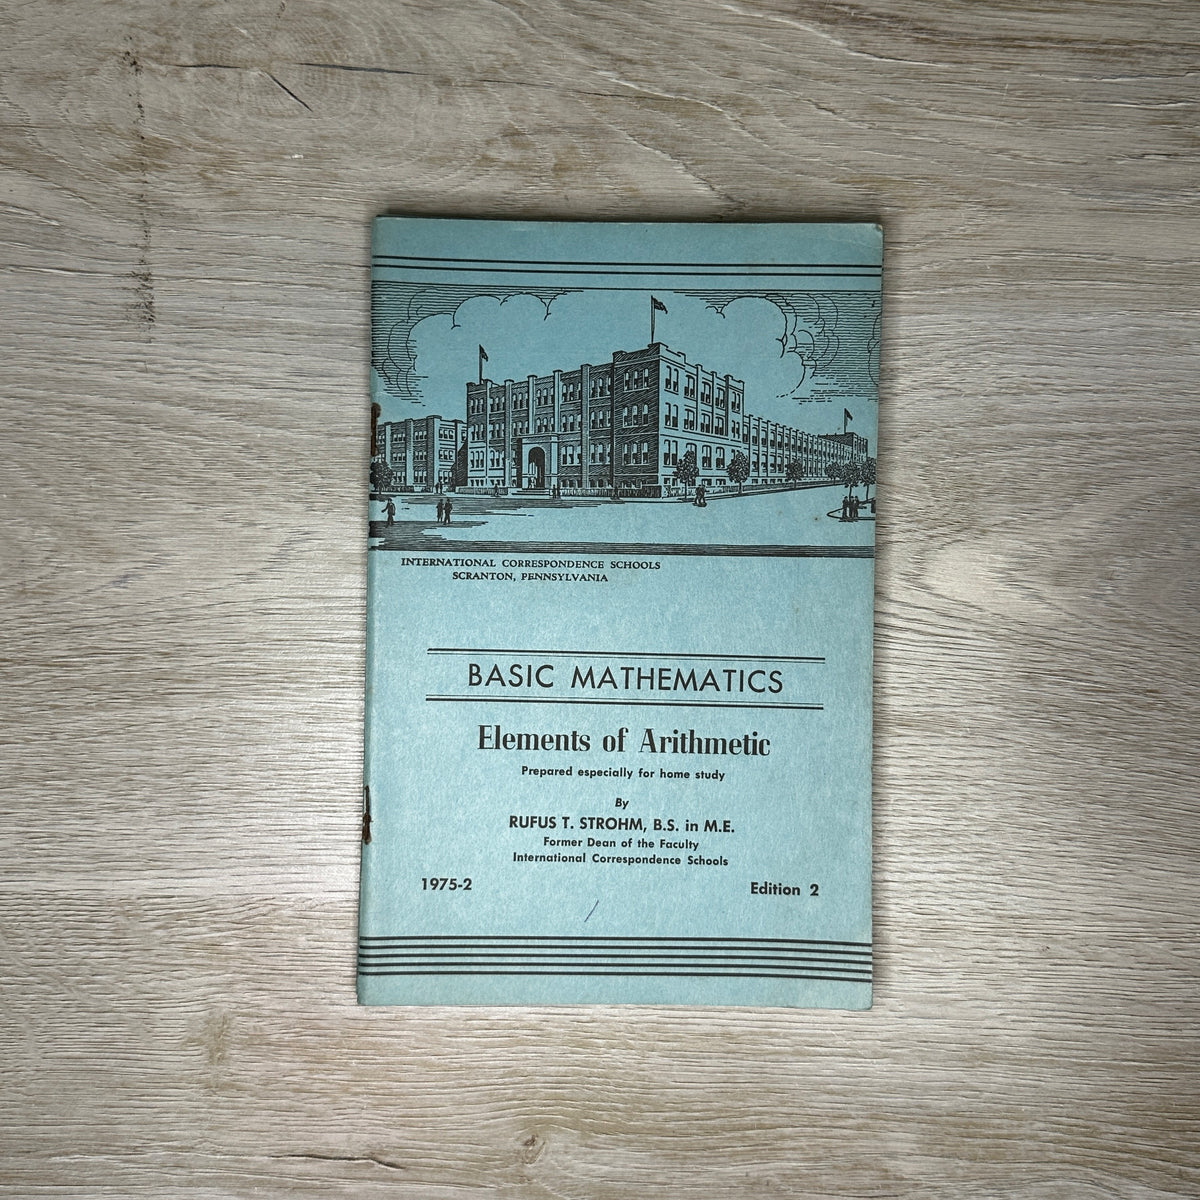 INTERNATIONAL CORRESPONDENCE SCHOOLS
SCRANTON, PENNSYLVANIA
BASIC MATHEMATICS
Elements of Arithmetic
Prepared especially for home study
By
RUFUS T. STROHM, B.S. in M.E.
Former Dean of the Faculty
International Correspondence Schools
1975-2 Edition 2